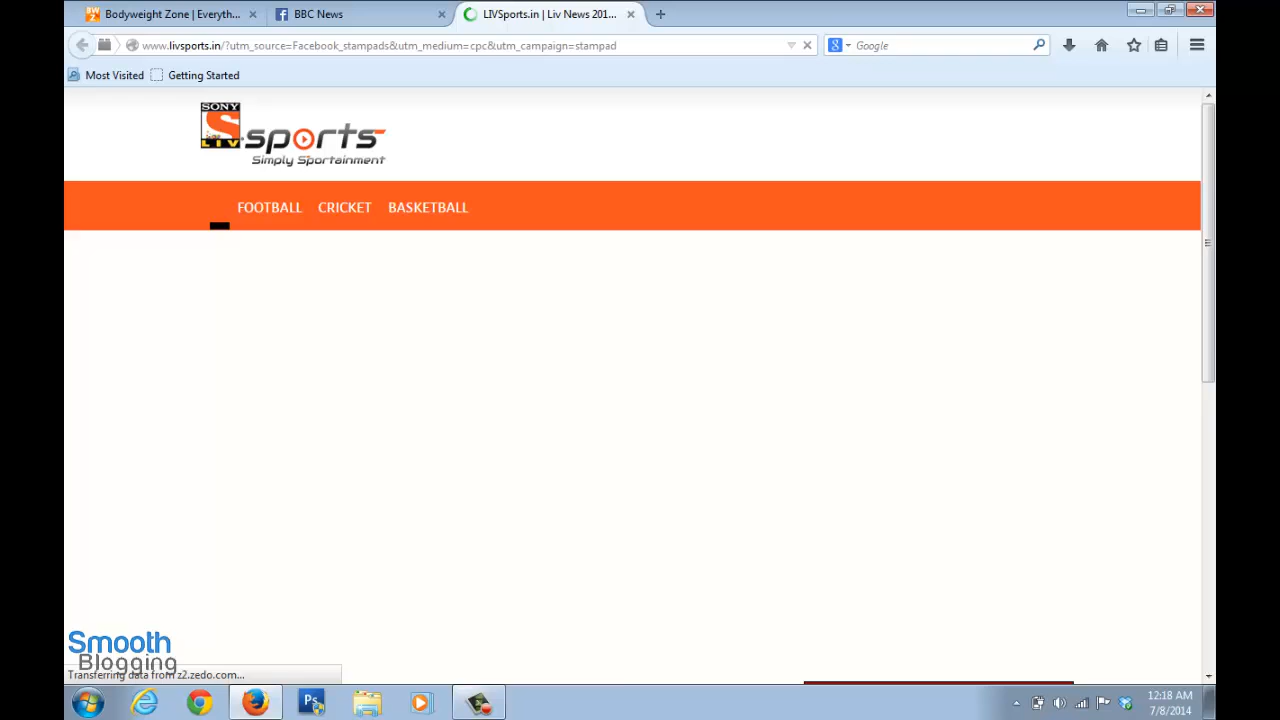 Bodyweight Zone | Everyth...
BBC News
LIVSports.in | Liv News 201...
www.livsports.in/?utm_source=Facebook_stampads&utm_medium=cpc&utm_campaign=stampad
Google
Most Visited
Getting Started
SONY
S
LIV
sports
Simply Sportainment
FOOTBALL CRICKET BASKETBALL
Smooth
Blogging
Transferring data from z2.zedo.com...
12:18 AM
7/8/2014